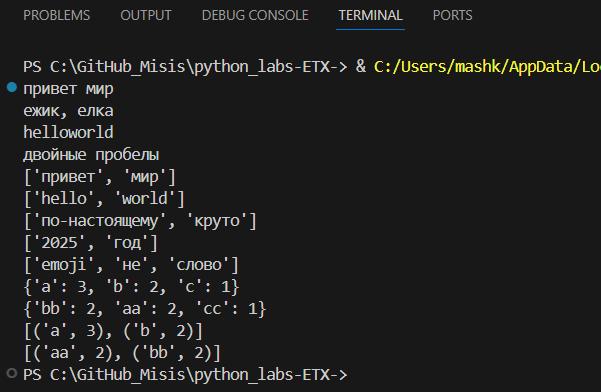 PROBLEMS OUTPUT DEBUG CONSOLE TERMINAL PORTS
PS C:\GitHub_Misis\python_labs-ETX-> & C:/Users/mashk/AppData/Lo
привет мир
ежик, елка
helloworld
двойные пробелы
['привет', 'мир']
['hello', 'world']
['по-настоящему', 'круто']
['2025', 'год']
['emoji', 'не', 'слово']
{'a': 3, 'b': 2, 'c': 1}
{'bb': 2, 'aa': 2, 'cc': 1}
[('a', 3), ('b', 2)]
[('aa', 2), ('bb', 2)]
PS C:\GitHub_Misis\python_labs-ETX->